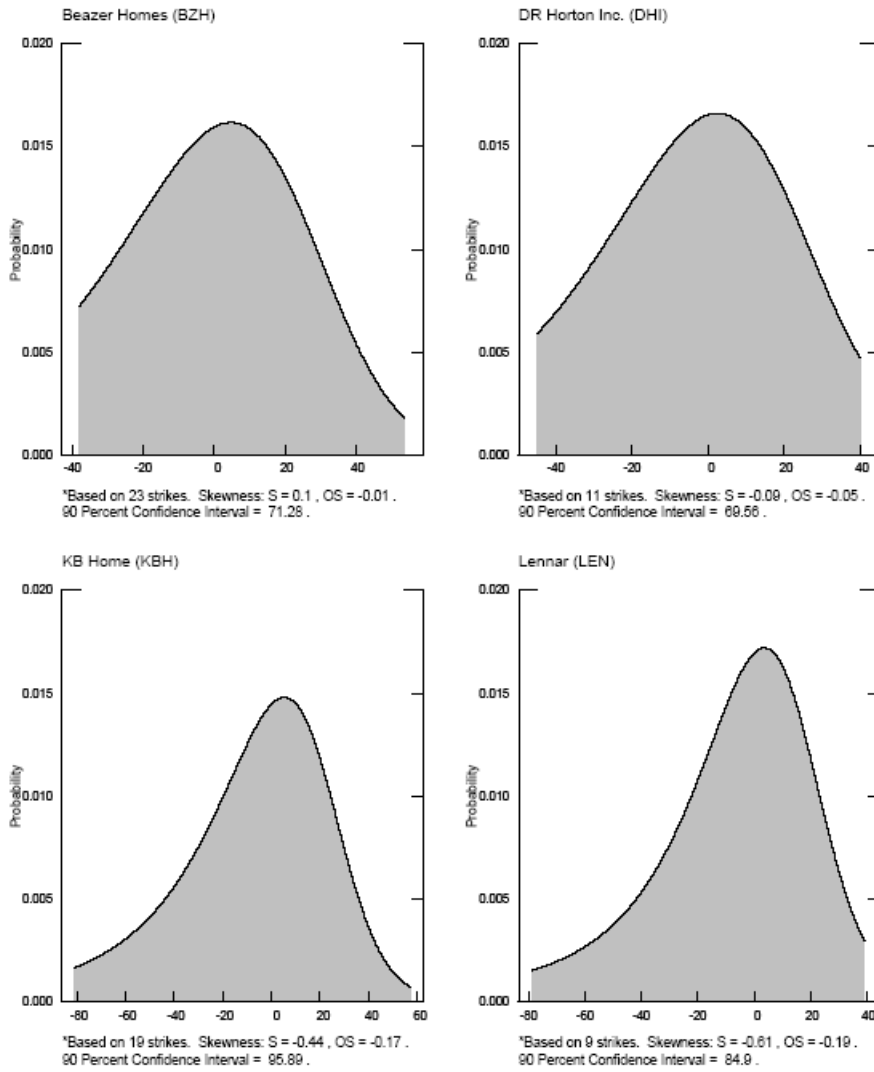 Beazer Homes (BZH)
0.020
0.015
0.010
0.005
0.000
Probability
-40 -20 0 20 40
*Based on 23 strikes. Skewness: S = 0.1 , OS = -0.01 .
90 Percent Confidence Interval = 71.28 .
DR Horton Inc. (DHI)
0.020
0.015
0.010
0.005
0.000
Probability
-40 -20 0 20 40
*Based on 11 strikes. Skewness: S = -0.09 , OS = -0.05 .
90 Percent Confidence Interval = 69.56 .
KB Home (KBH)
0.020
0.015
0.010
0.005
0.000
Probability
-80 -60 -40 -20 0 20 40 60
*Based on 19 strikes. Skewness: S = -0.44 , OS = -0.17 .
90 Percent Confidence Interval = 95.89 .
Lennar (LEN)
0.020
0.015
0.010
0.005
0.000
Probability
-80 -60 -40 -20 0 20 40
*Based on 9 strikes. Skewness: S = -0.61 , OS = -0.19 .
90 Percent Confidence Interval = 84.9 .